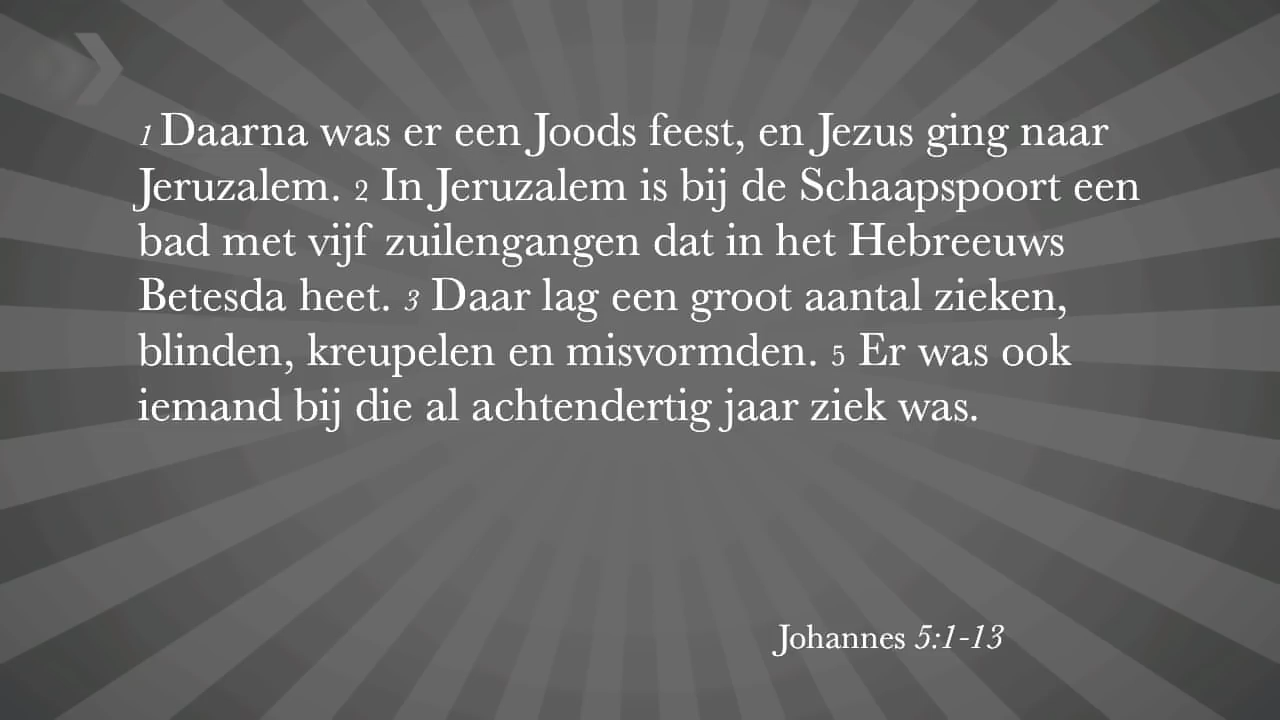 1 Daarna was er een Joods feest, en Jezus ging naar
Jeruzalem. 2 In Jeruzalem is bij de Schaapspoort een
bad met vijf zuilengangen dat in het Hebreeuws
Betesda heet. 3 Daar lag een groot aantal zieken,
blinden, kreupelen en misvormden. 5 Er was ook
iemand bij die al achtendertig jaar ziek was.
Johannes 5:1-13